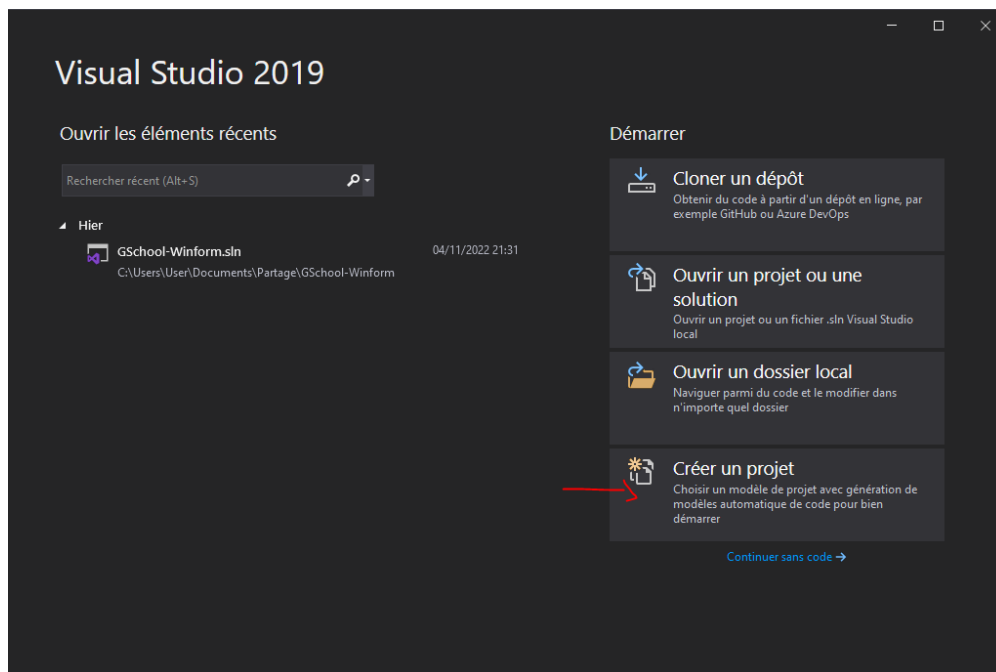 Visual Studio 2019
Ouvrir les éléments récents
Rechercher récent (Alt+S)
Hier
GSchool-Winform.sln
04/11/2022 21:31
C:\Users\User\Documents\Partage\GSchool-Winform
Démarrer
Cloner un dépôt
Obtenir du code à partir d'un dépôt en ligne, par
exemple GitHub ou Azure DevOps
Ouvrir un projet ou une
solution
Ouvrir un projet ou un fichier .sln Visual Studio
local
Ouvrir un dossier local
Naviguer parmi du code et le modifier dans
n'importe quel dossier
Créer un projet
Choisir un modèle de projet avec génération de
modèles automatique de code pour bien
démarrer
Continuer sans code →